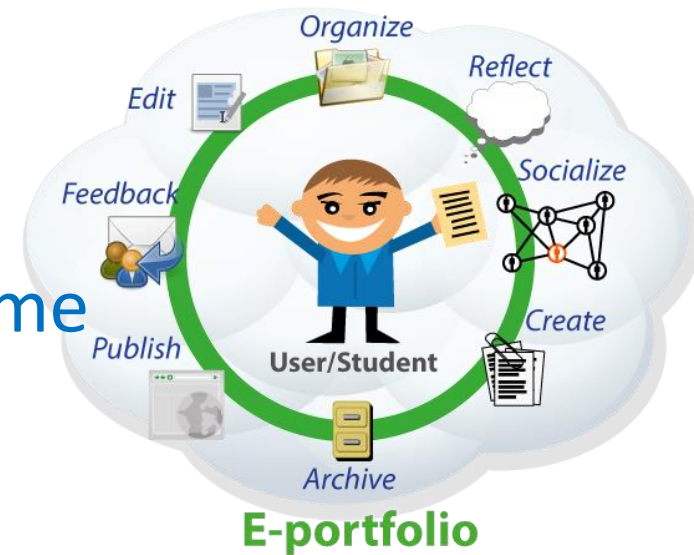 Organize
Reflect
Edit
Socialize
Feedback
me
Create
Publish
User/Student
Archive
E-portfolio